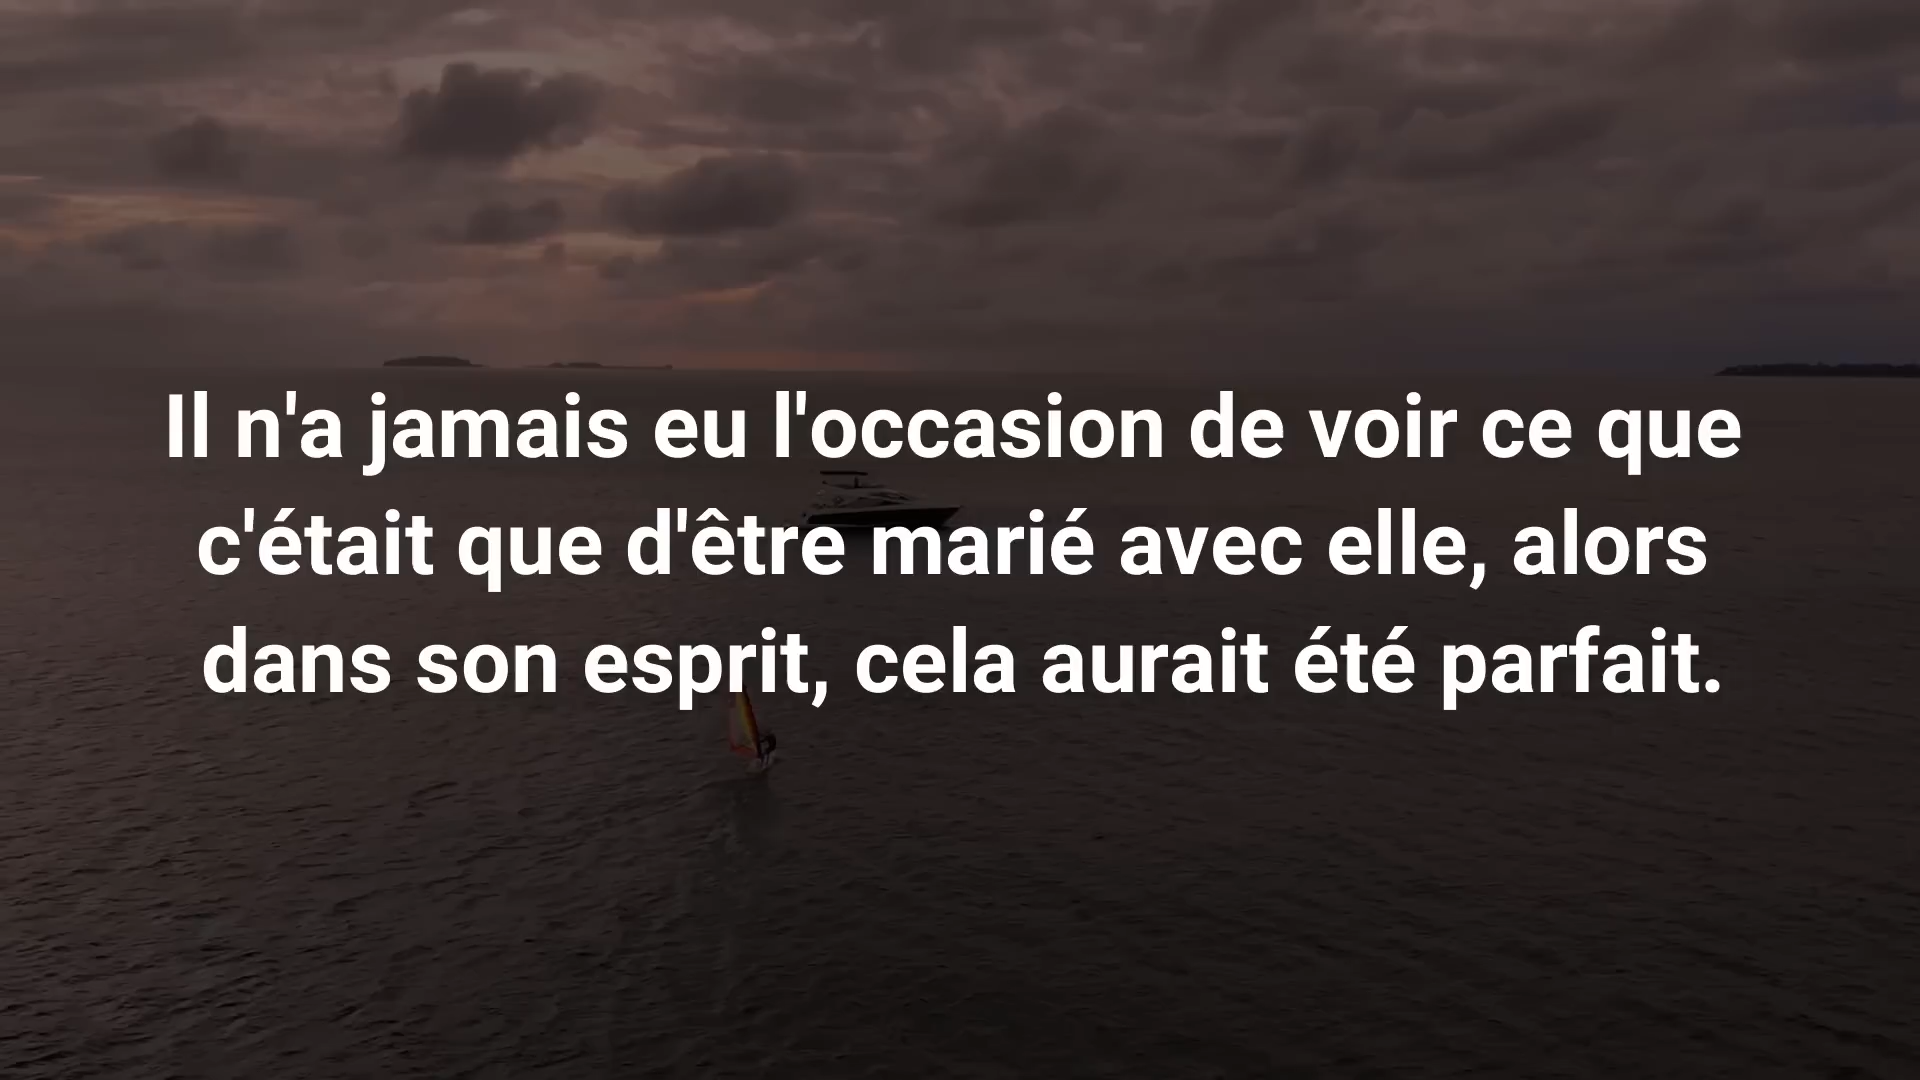 Il n'a jamais eu l'occasion de voir ce que
c'était que d'être marié avec elle, alors
dans son esprit, cela aurait été parfait.